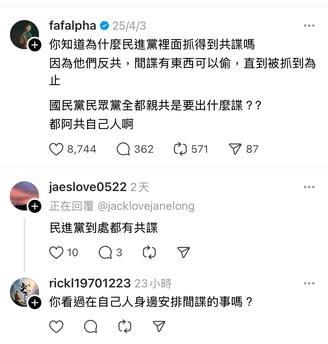 fafalpha 25/4/3
你知道為什麼民進黨裡面抓得到共諜嗎
因為他們反共，間諜有東西可以偷，直到被抓到為
止
國民黨民眾黨全都親共是要出什麼諜??
都阿共自己人啊
8,744 362 571 87
jaeslove0522 2天
正在回覆 @jacklovejanelong
民進黨到處都有共諜
10 3
rickl19701223 23小時
你看過在自己人身邊安排間諜的事嗎?